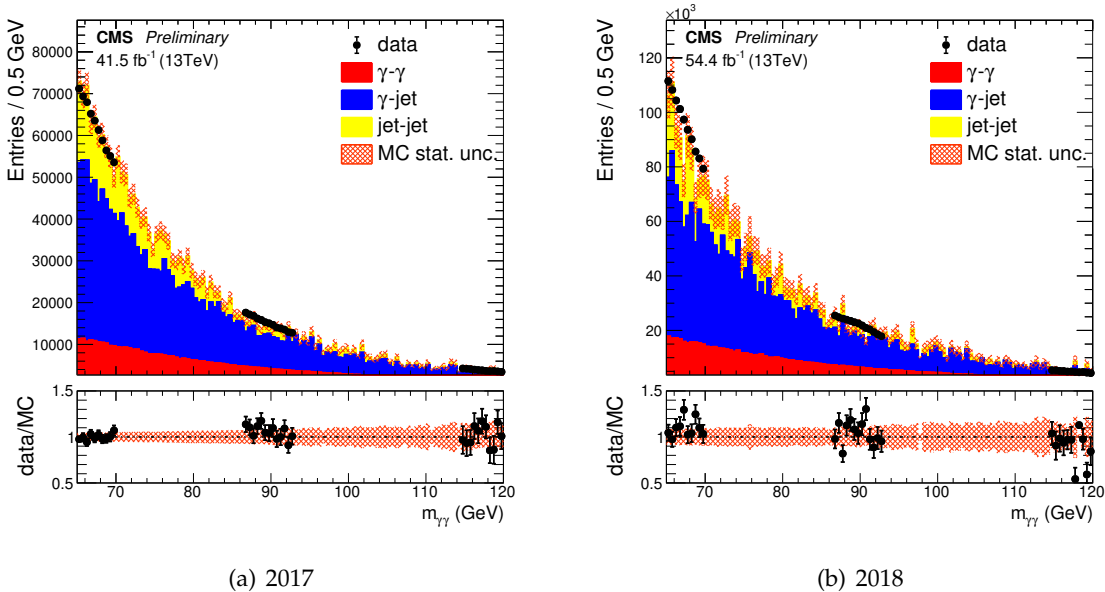 CMS Preliminary
41.5 fb⁻¹ (13TeV)
Entries / 0.5 GeV
80000
70000
60000
50000
40000
30000
20000
10000
data
γ-γ
γ-jet
jet-jet
MC stat. unc.
data/MC
1.5
1
0.5
70 80 90 100 110 120
m_γγ (GeV)
(a) 2017
×10³
CMS Preliminary
54.4 fb⁻¹ (13TeV)
Entries / 0.5 GeV
120
100
80
60
40
20
data
γ-γ
γ-jet
jet-jet
MC stat. unc.
data/MC
1.5
1
0.5
70 80 90 100 110 120
m_γγ (GeV)
(b) 2018